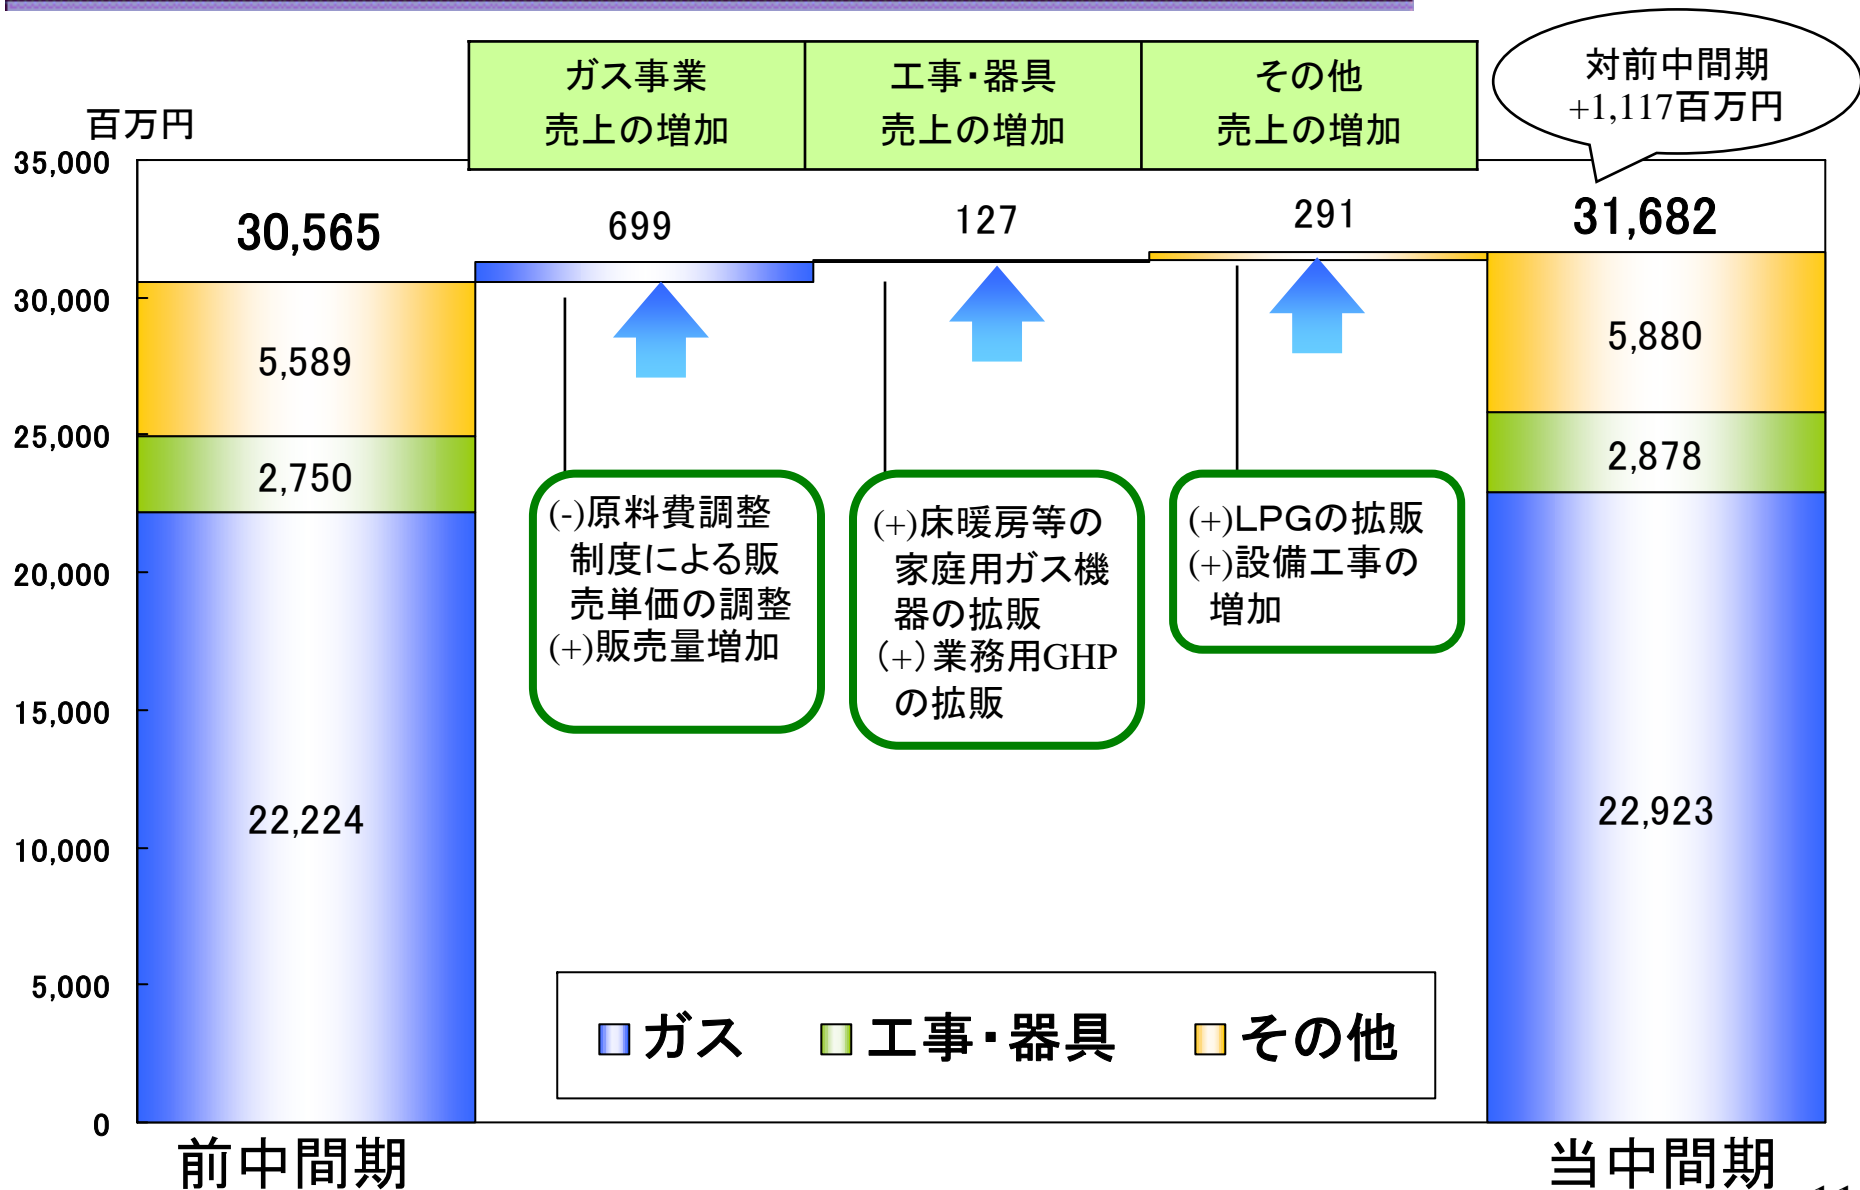 ガス事業
売上の増加
工事・器具
売上の増加
その他
売上の増加
対前中間期
+1,117百万円
百万円
35,000
30,000
25,000
20,000
15,000
10,000
5,000
0
30,565
5,589
2,750
22,224
699
127
291
31,682
5,880
2,878
22,923
(-)原料費調整
制度による販
売単価の調整
(+)販売量増加
(+)床暖房等の
家庭用ガス機
器の拡販
(+)業務用GHP
の拡販
(+)LPGの拡販
(+)設備工事の
増加
ガス
工事・器具
その他
前中間期
当中間期